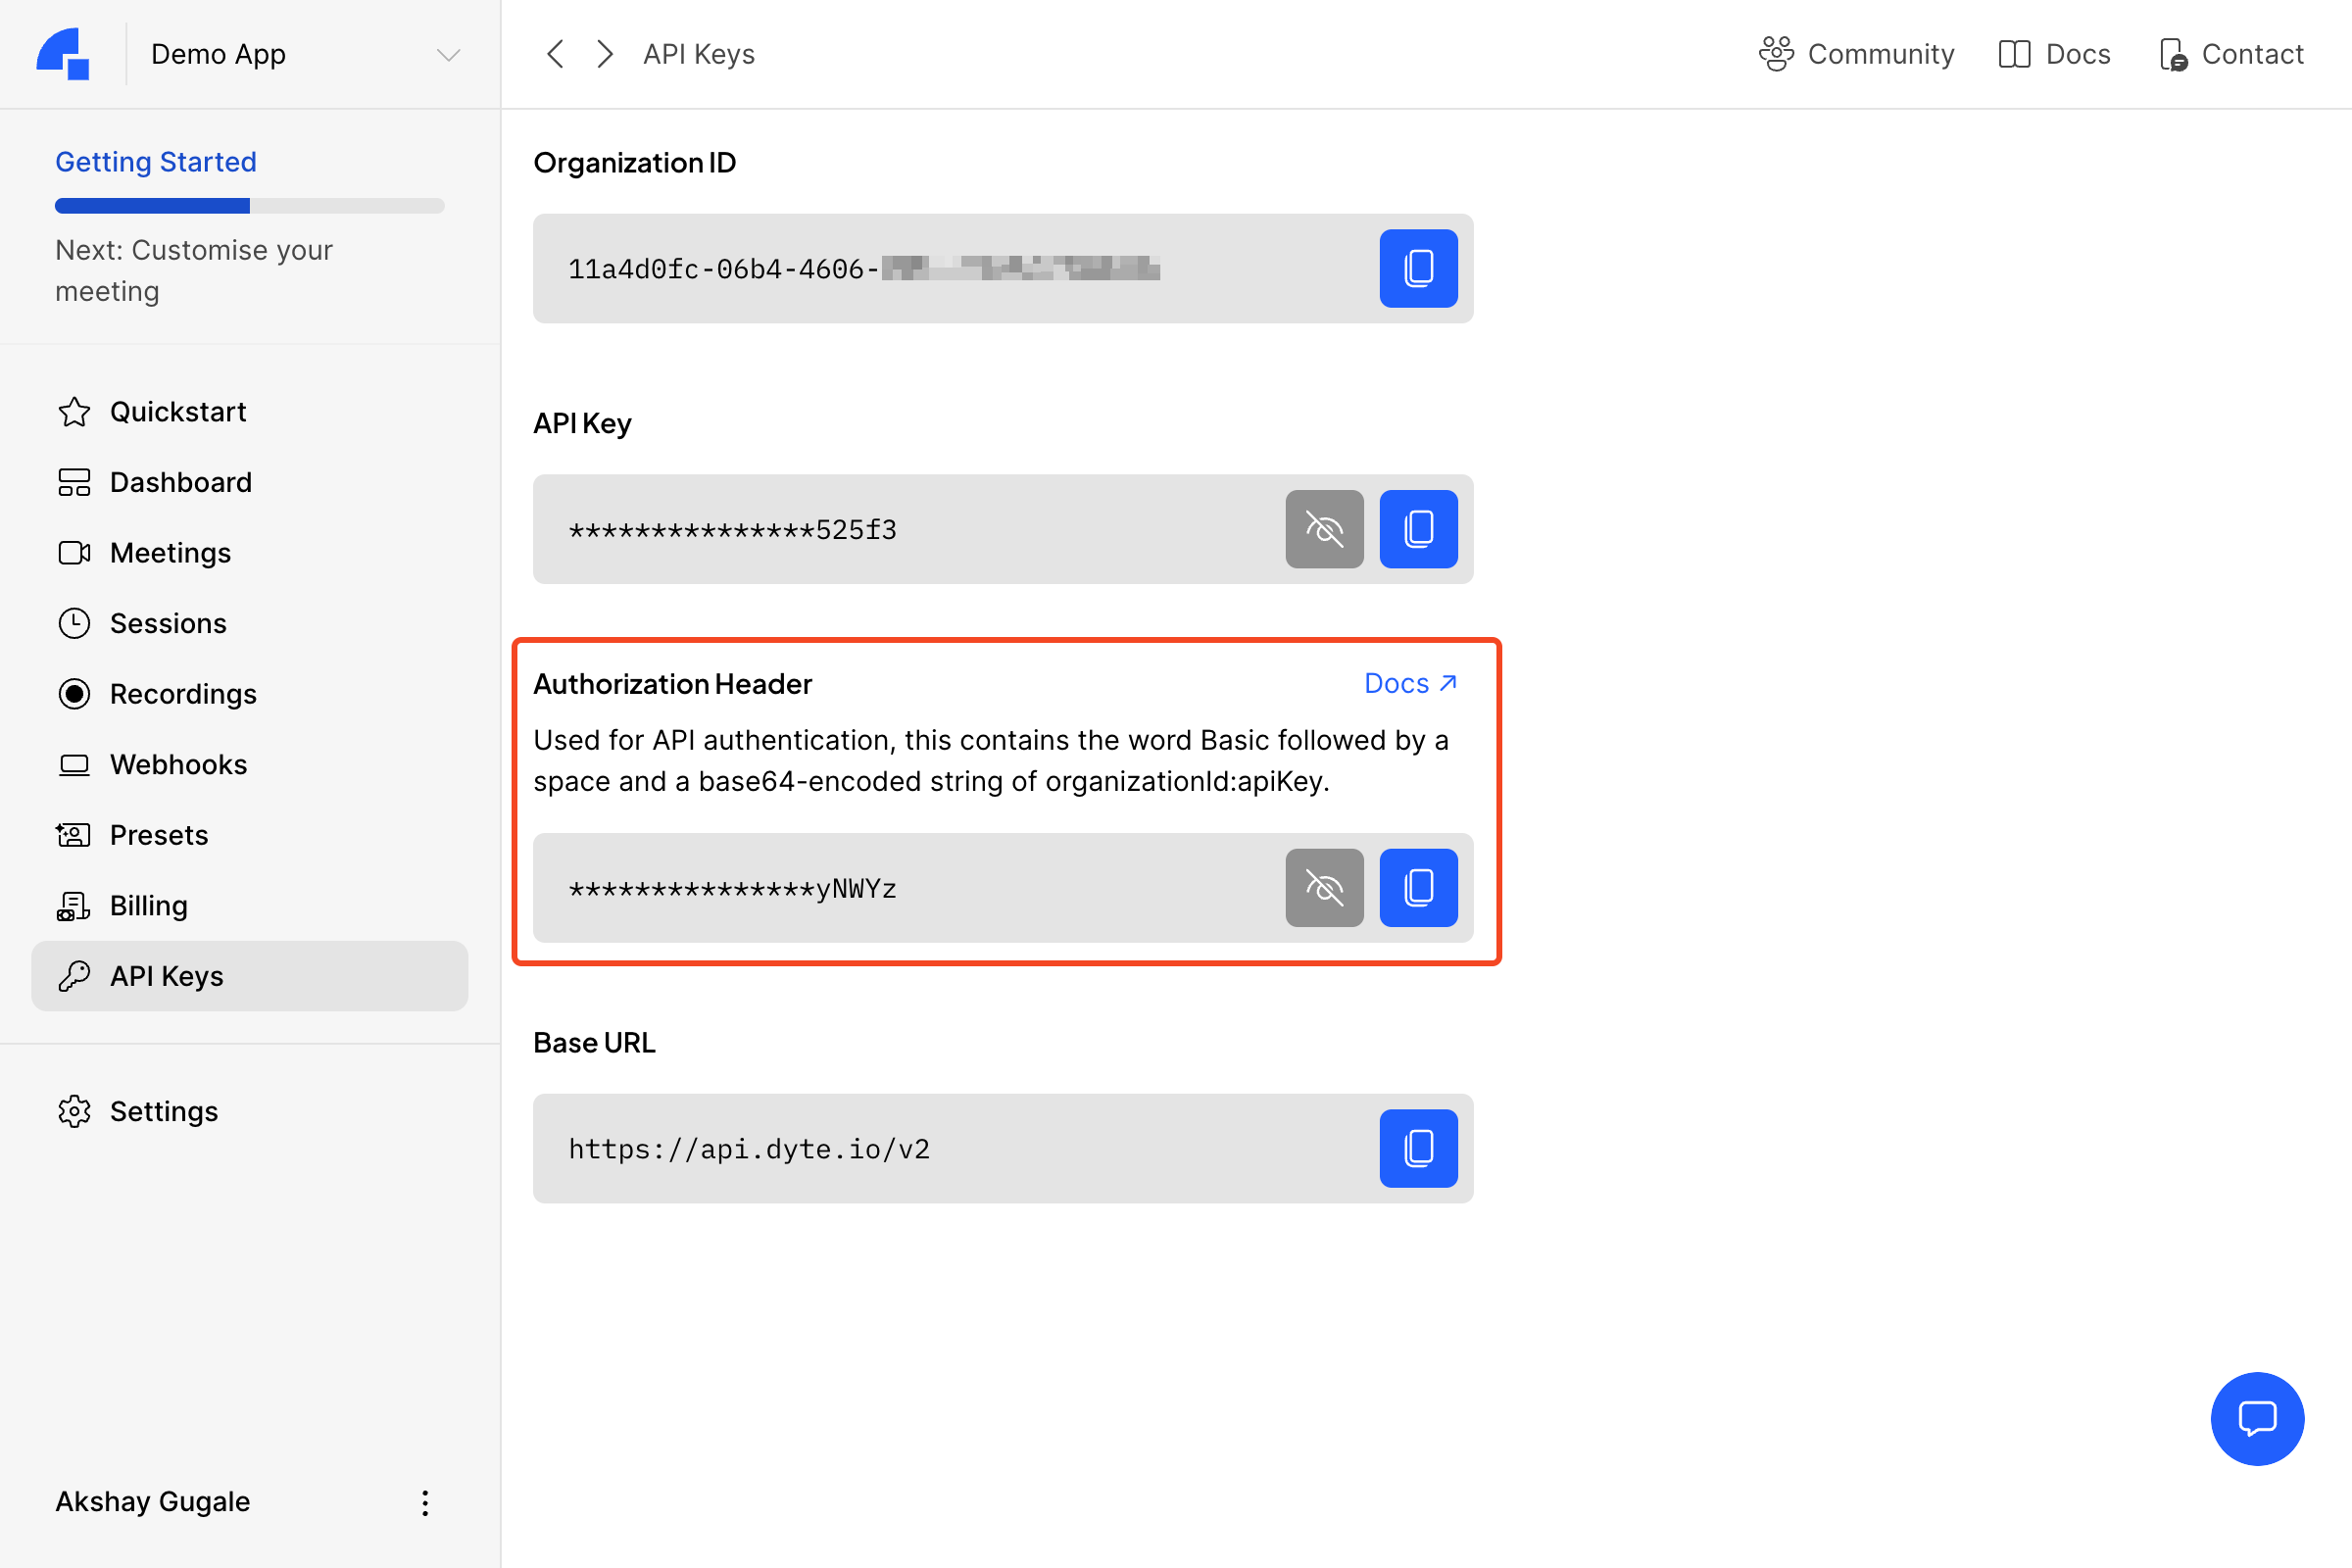 Demo App
API Keys
Community
Docs
Contact
Getting Started
Next: Customise your
meeting
Quickstart
Dashboard
Meetings
Sessions
Recordings
Webhooks
Presets
Billing
API Keys
Settings
Akshay Gugale
Organization ID
11a4d0fc-06b4-4606-
API Key
***************525f3
Authorization Header
Docs ↗
Used for API authentication, this contains the word Basic followed by a
space and a base64-encoded string of organizationId:apiKey.
***************yNWYz
Base URL
https://api.dyte.io/v2